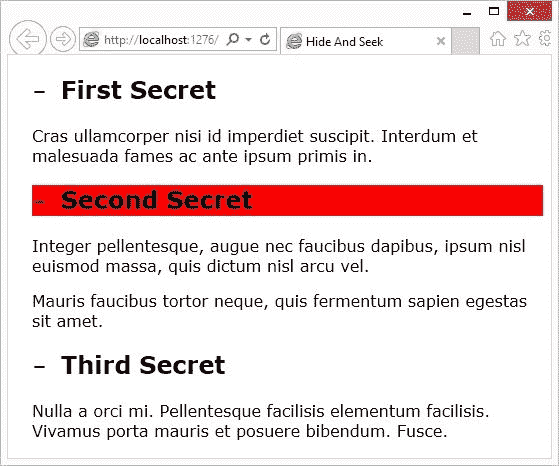 http://localhost:1276/
Hide And Seek
- First Secret
Cras ullamcorper nisi id imperdiet suscipit. Interdum et
malesuada fames ac ante ipsum primis in.
- Second Secret
Integer pellentesque, augue nec faucibus dapibus, ipsum nisl
euismod massa, quis dictum nisl arcu vel.
Mauris faucibus tortor neque, quis fermentum sapien egestas
sit amet.
- Third Secret
Nulla a orci mi. Pellentesque facilisis elementum facilisis.
Vivamus porta mauris et posuere bibendum. Fusce.